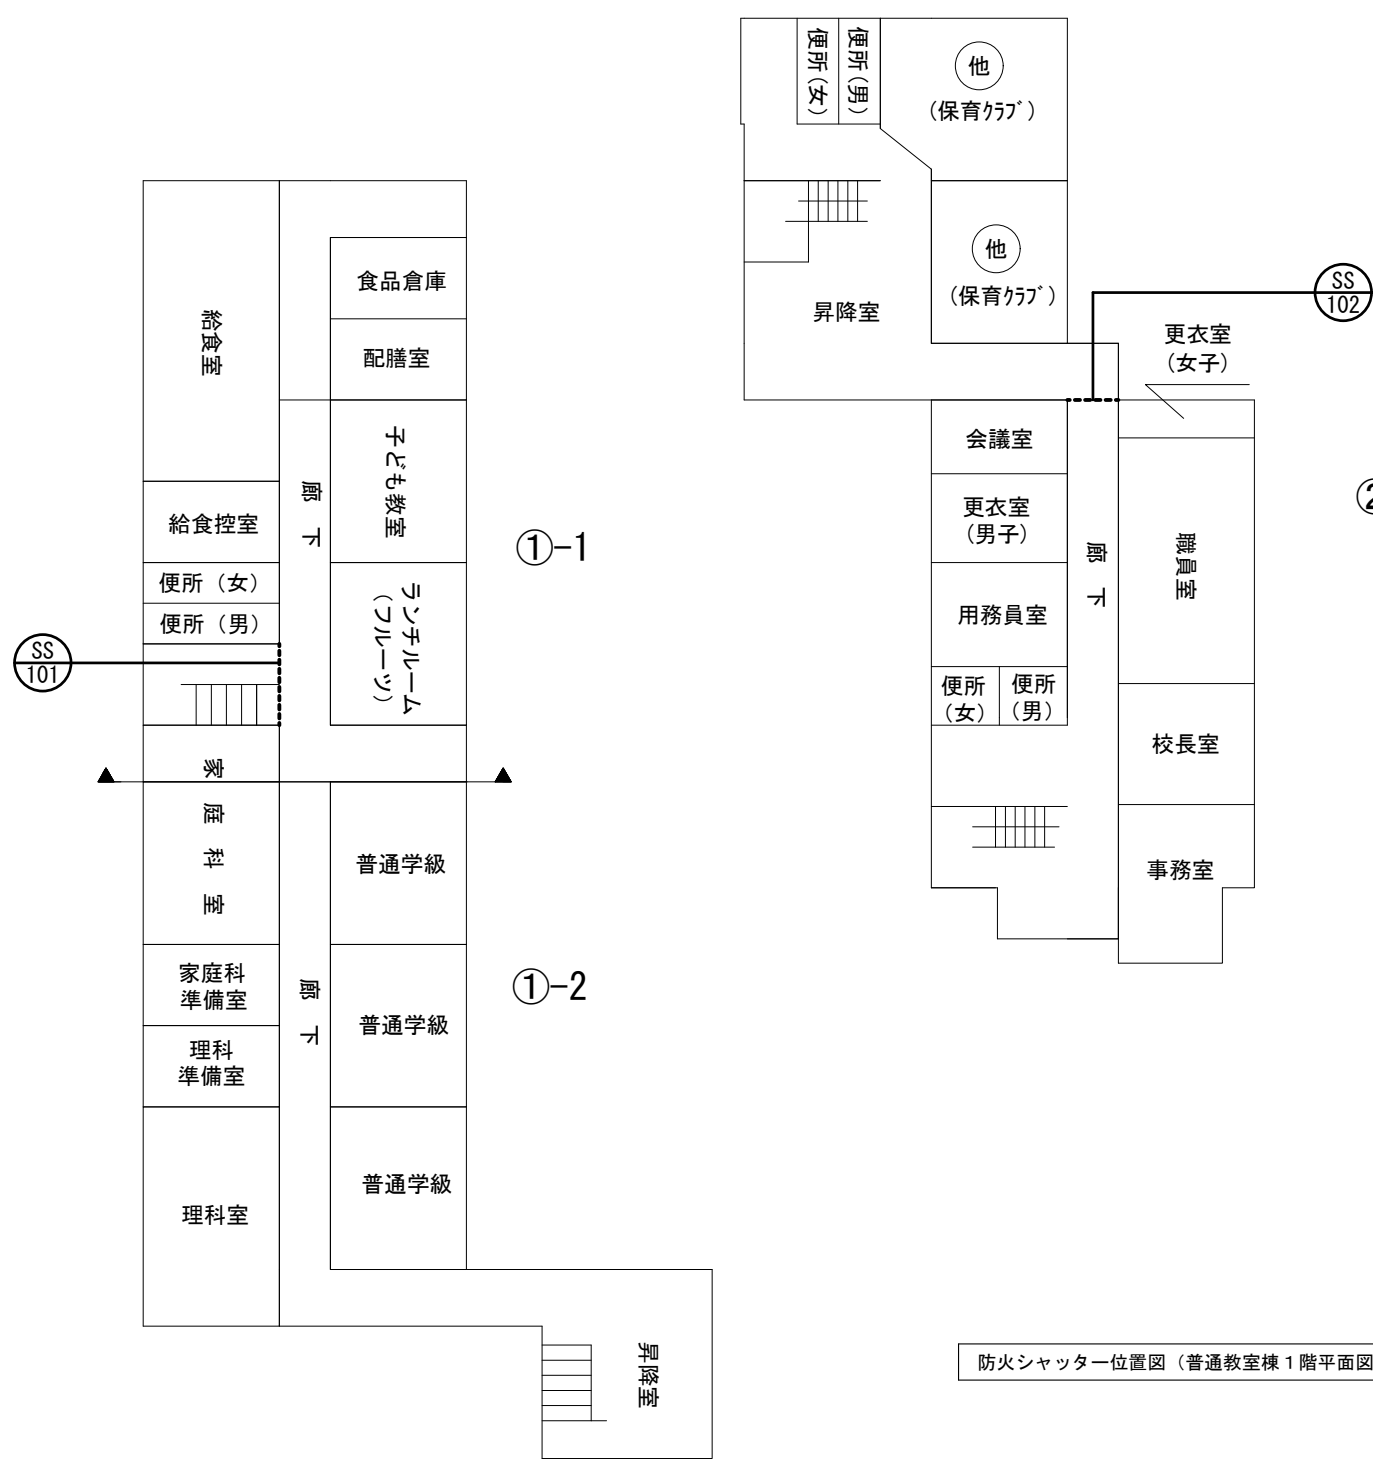 給食室
食品倉庫
配膳室
子ども教室
廊下
給食控室
便所（女）
便所（男）
ランチルーム
（フルーツ）
①-1
SS
101
家庭科室
普通学級
家庭科
準備室
廊下
普通学級
①-2
理科
準備室
理科室
普通学級
昇降室
便所(女)
便所(男)
他
(保育ｸﾗﾌﾞ)
他
(保育ｸﾗﾌﾞ)
昇降室
SS
102
更衣室
(女子)
会議室
更衣室
(男子)
廊下
職員室
用務員室
便所
(女)
便所
(男)
校長室
事務室
防火シャッター位置図（普通教室棟１階平面図